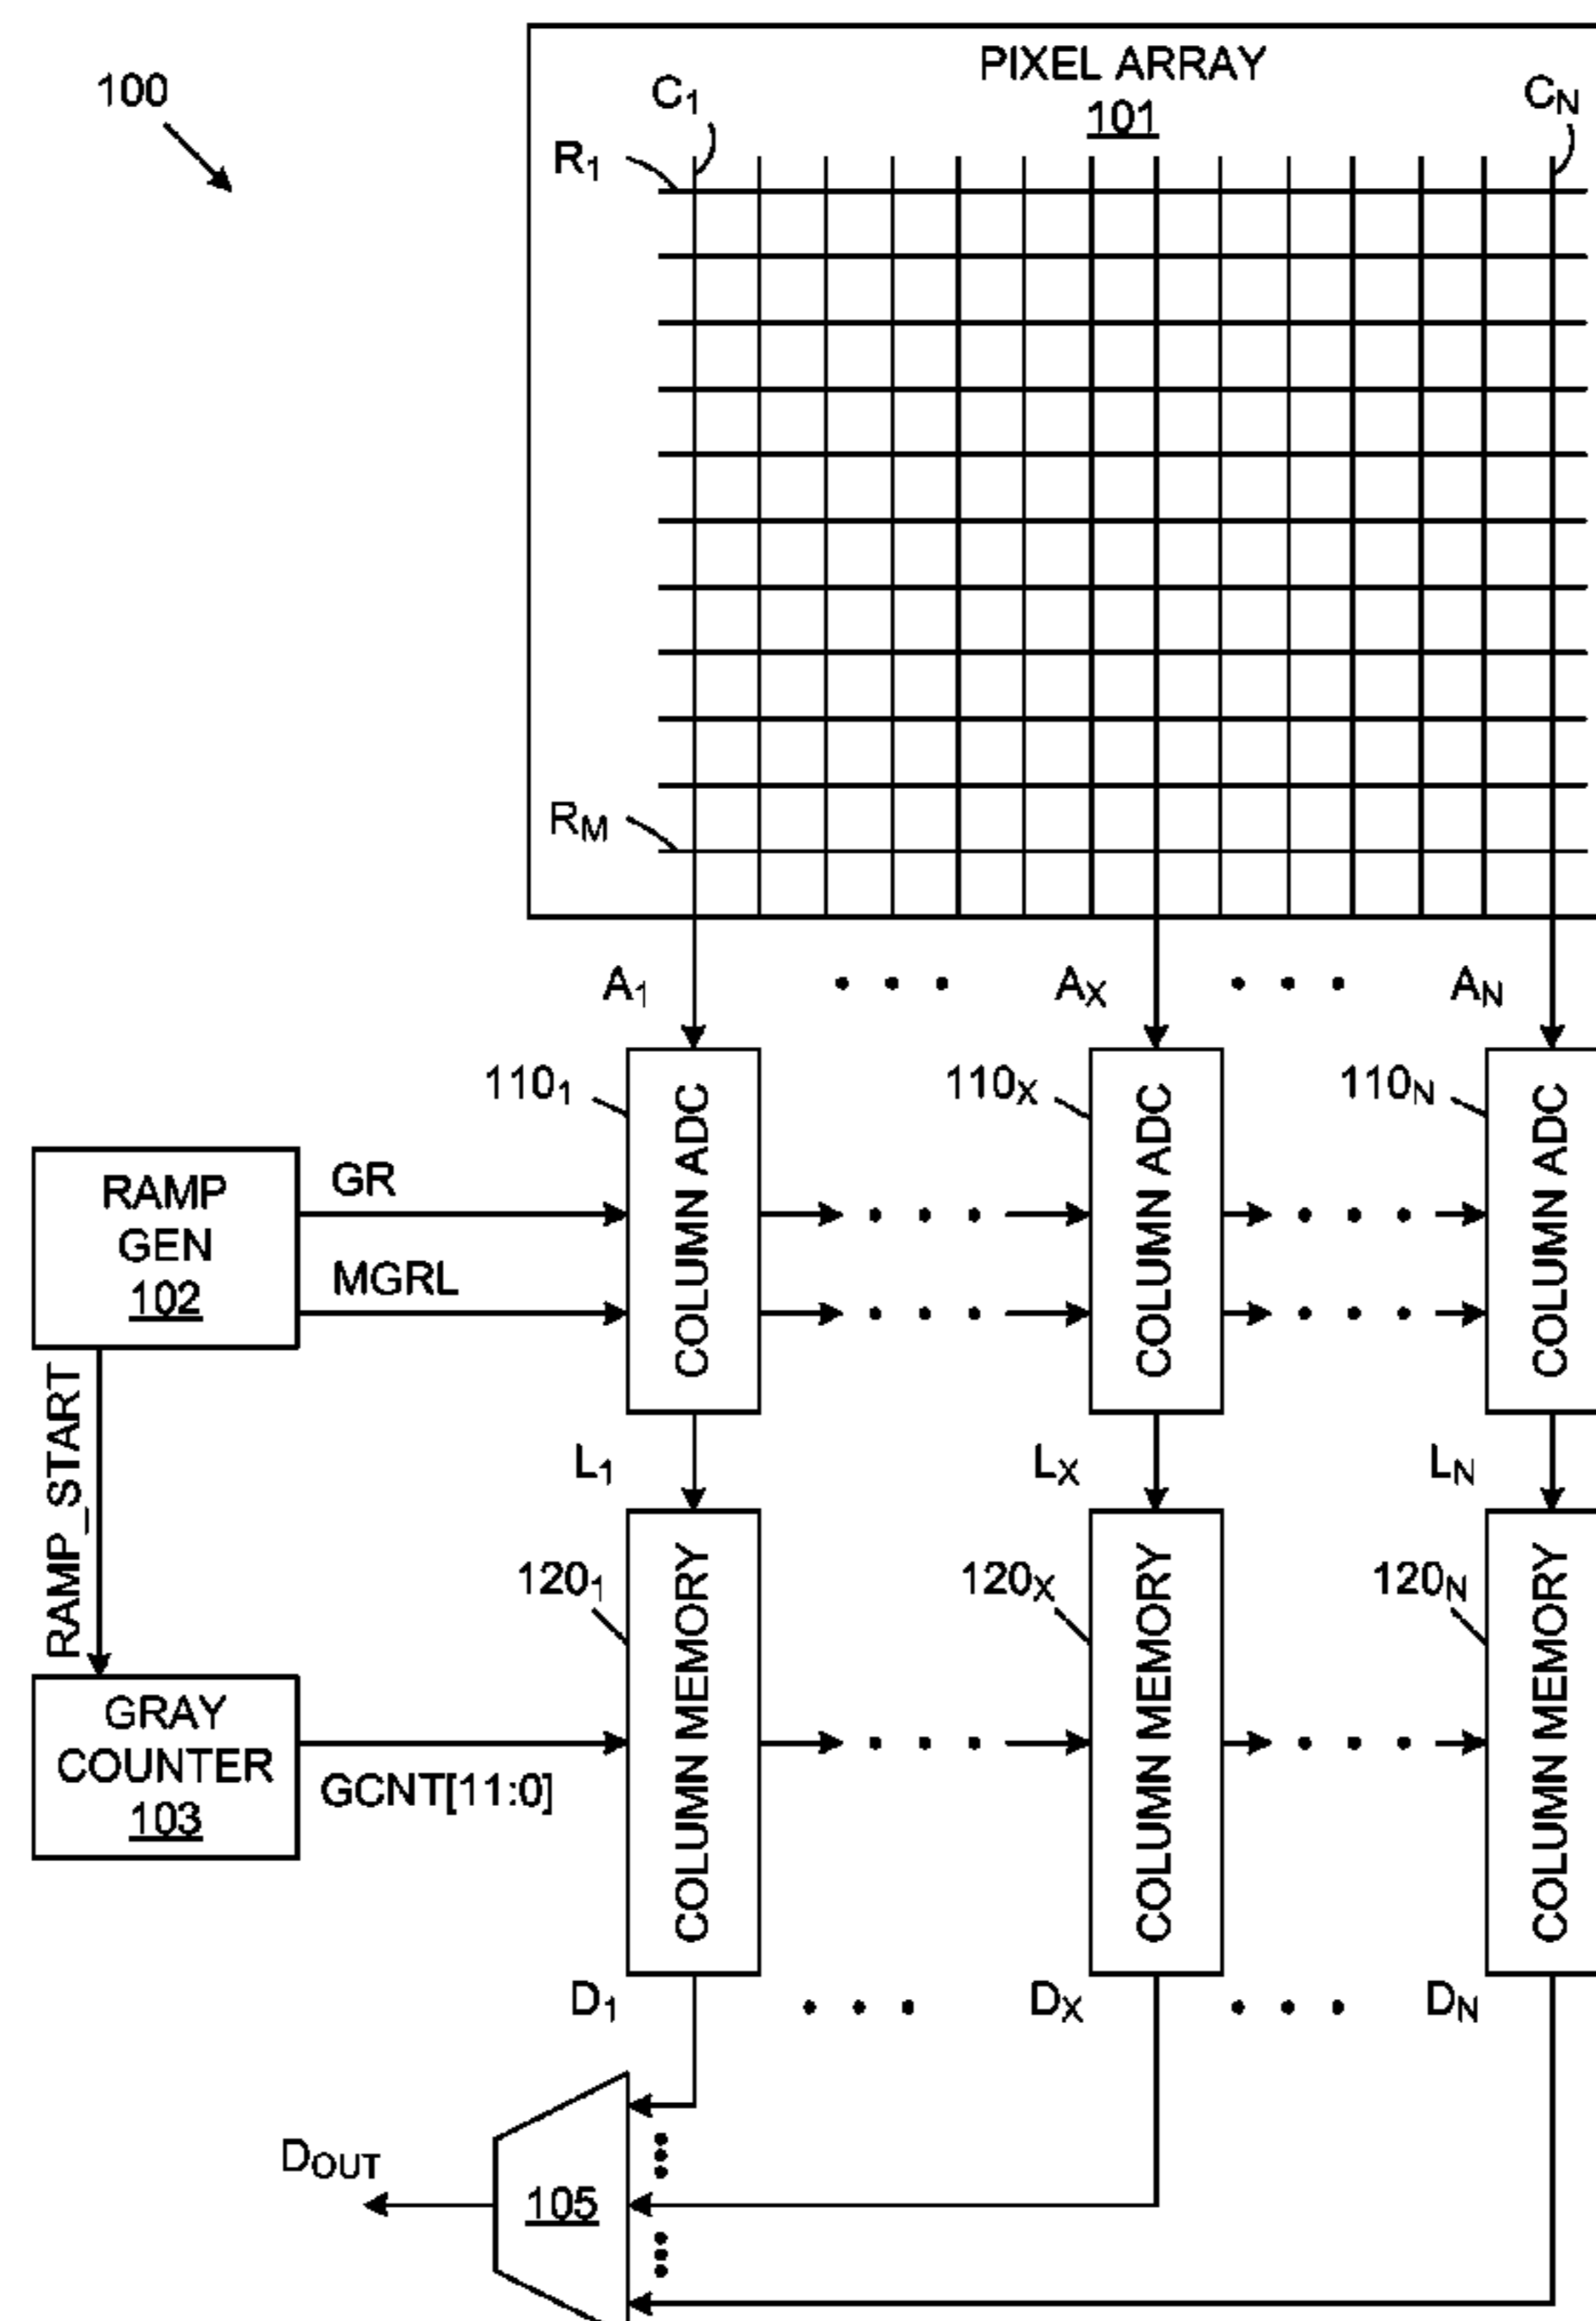 100
PIXEL ARRAY
101
C1
CN
R1
RM
A1
AX
AN
1101
110X
110N
COLUMN ADC
COLUMN ADC
COLUMN ADC
RAMP
GEN
102
GR
MGRL
RAMP_START
L1
LX
LN
1201
120X
120N
COLUMN MEMORY
COLUMN MEMORY
COLUMN MEMORY
GRAY
COUNTER
103
GCNT[11:0]
D1
DX
DN
DOUT
105